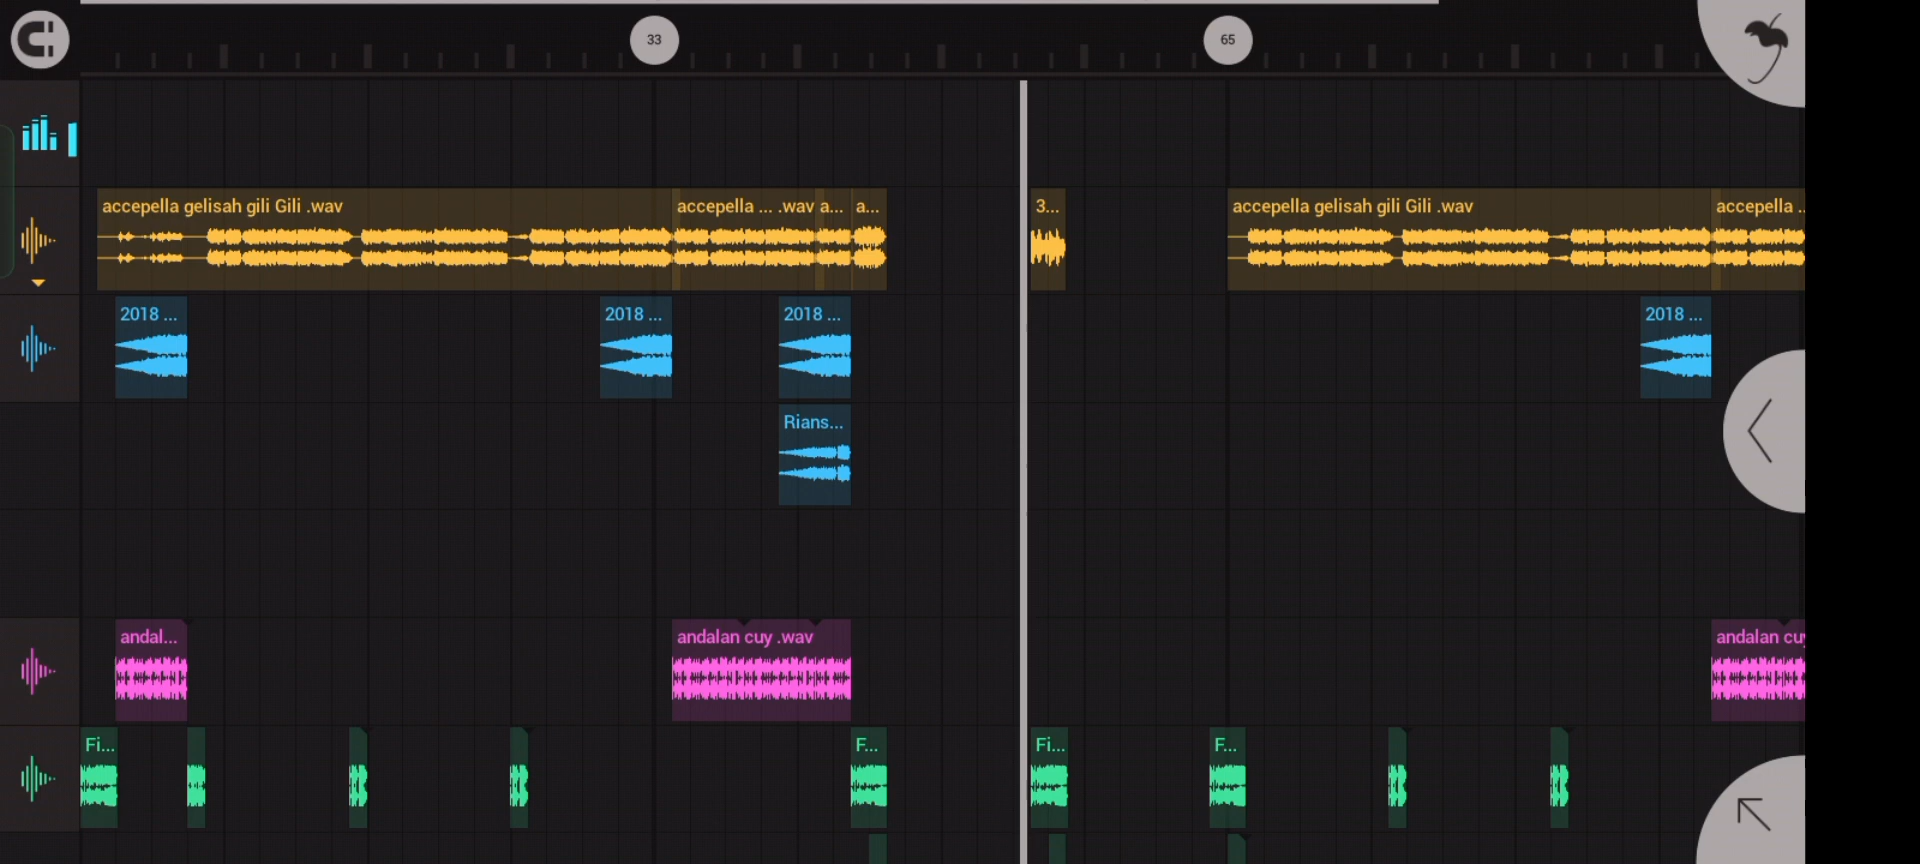 33
65
accepella gelisah gili Gili .wav
accepella ... .wav
a...
a...
3...
accepella gelisah gili Gili .wav
accepella ..
2018 ...
2018 ...
2018 ...
2018 ...
Rians...
andal...
andalan cuy .wav
andalan cuy
Fi...
F...
Fi...
F...